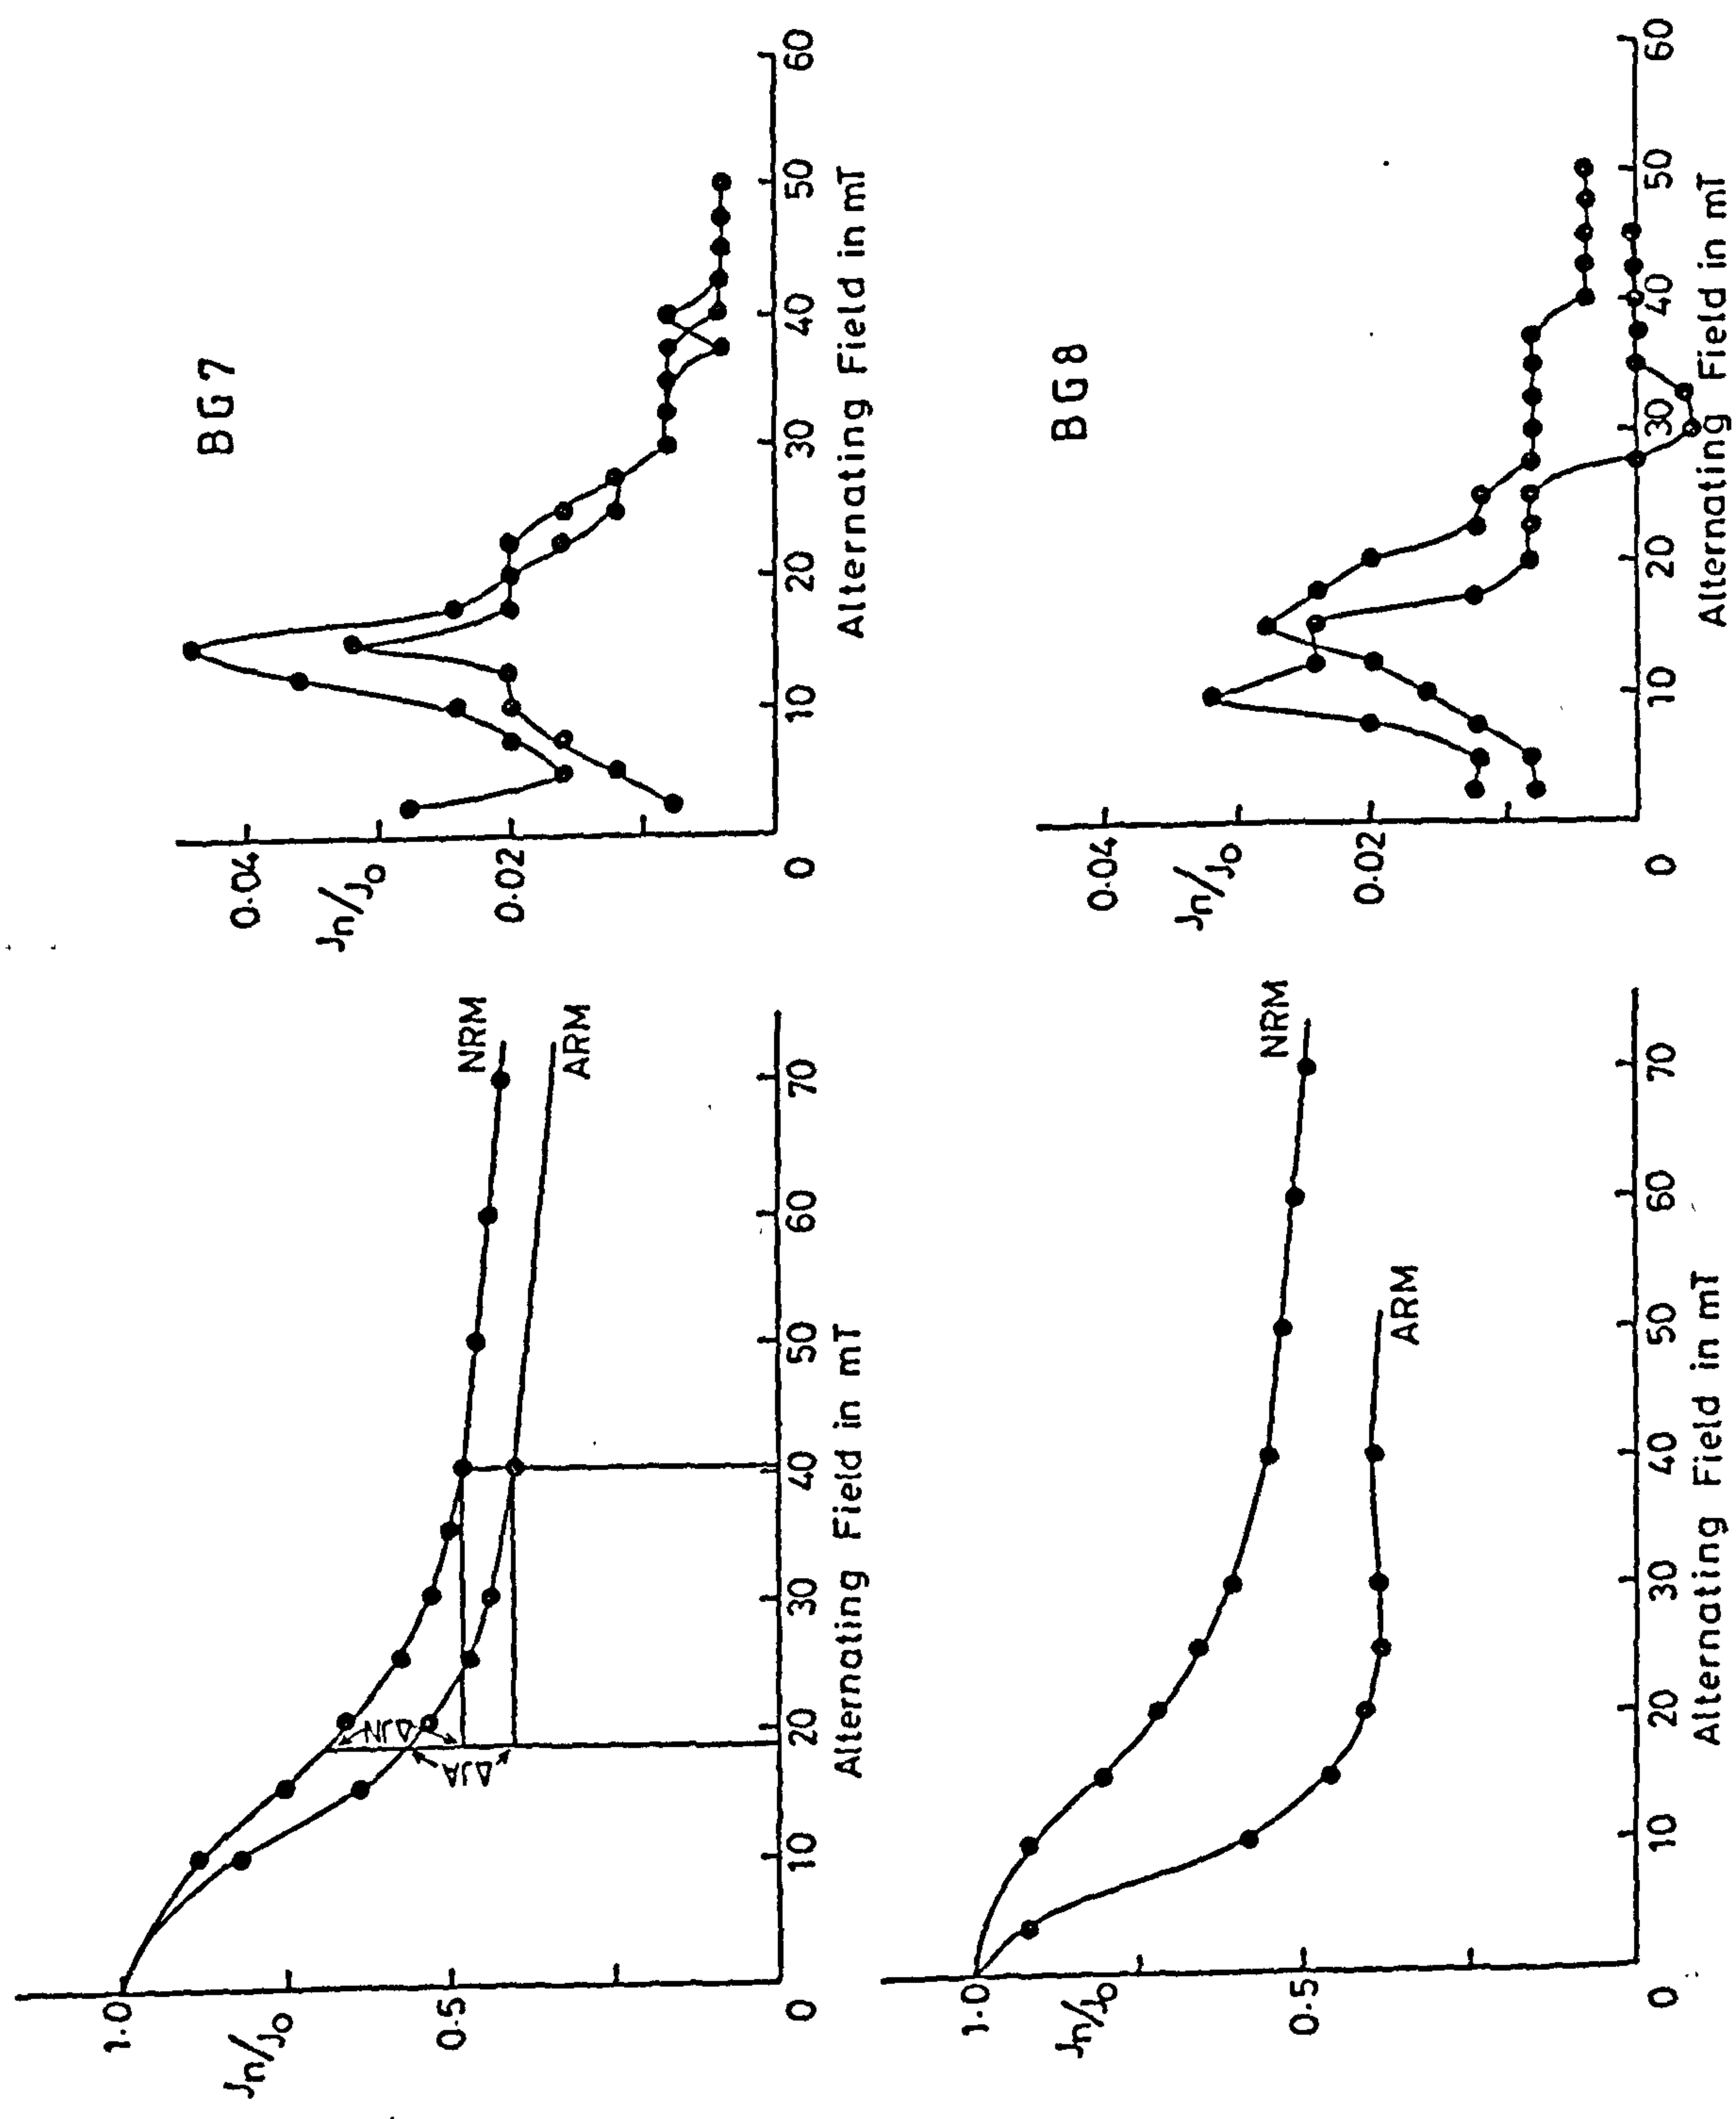 BG7
Jn/Jo
1.0
0.5
0
10 20 30 40 50 60 70
Alternating Field in mT
NRM
ARM
ΔJN
ΔJA
Jn/Jo
0.04
0.02
0
10 20 30 40 50 60
Alternating Field in mT
BG8
Jn/Jo
1.0
0.5
0
10 20 30 40 50 60 70
Alternating Field in mT
NRM
ARM
Jn/Jo
0.04
0.02
0
10 20 30 40 50 60
Alternating Field in mT